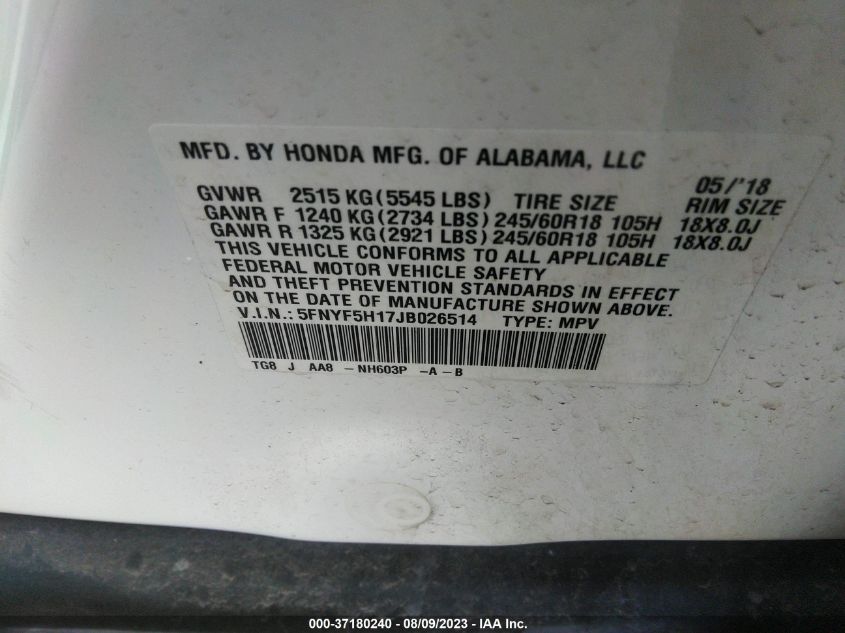 MFD. BY HONDA MFG. OF ALABAMA, LLC
05/'18
GVWR 2515 KG(5545 LBS) TIRE SIZE RIM SIZE
GAWR F 1240 KG(2734 LBS) 245/60R18 105H 18X8.0J
GAWR R 1325 KG(2921 LBS) 245/60R18 105H 18X8.0J
THIS VEHICLE CONFORMS TO ALL APPLICABLE
FEDERAL MOTOR VEHICLE SAFETY
AND THEFT PREVENTION STANDARDS IN EFFECT
ON THE DATE OF MANUFACTURE SHOWN ABOVE.
V.I.N.: 5FNYF5H17JB026514 TYPE: MPV
TG8 J AA8 - NH603P -A - B
000-37180240 - 08/09/2023 - IAA Inc.